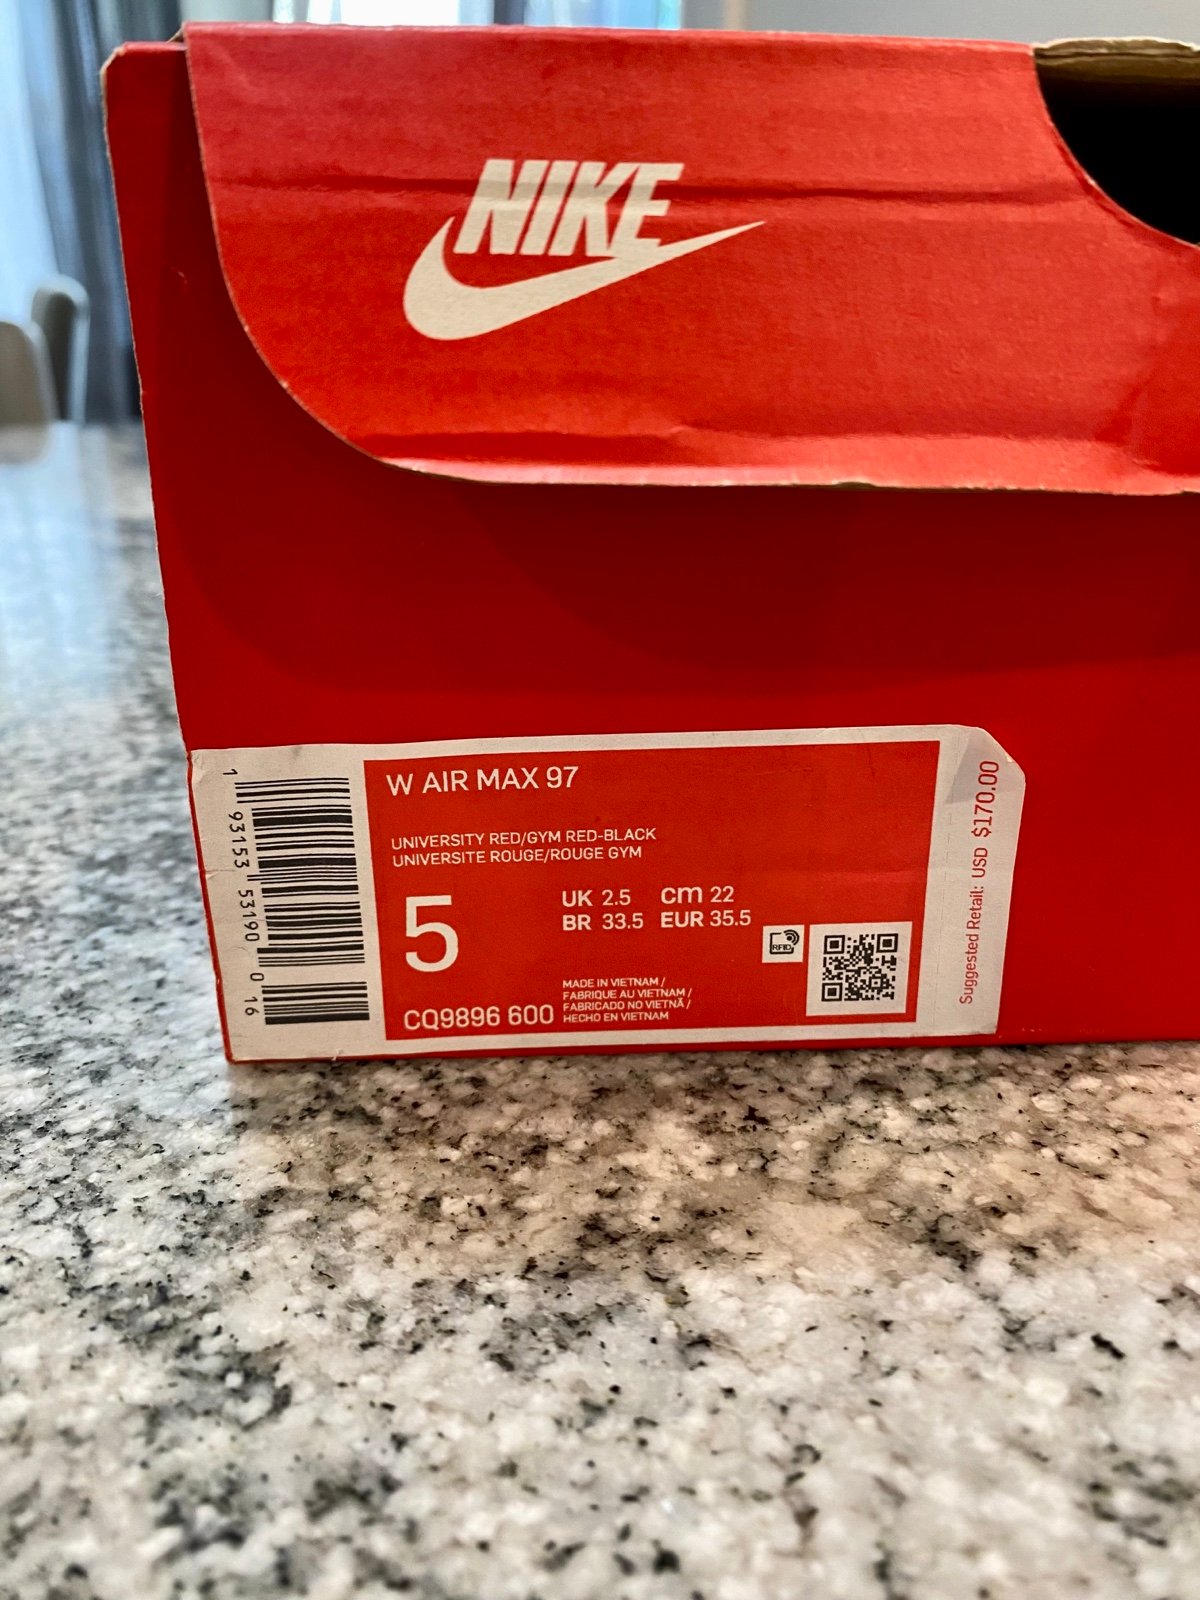 NIKE
W AIR MAX 97
UNIVERSITY RED/GYM RED-BLACK
UNIVERSITE ROUGE/ROUGE GYM
5
UK 2.5 cm 22
BR 33.5 EUR 35.5
RFID
MADE IN VIETNAM /
FABRIQUE AU VIETNAM /
FABRICADO NO VIETNÃ /
HECHO EN VIETNAM
CQ9896 600
1 93153 53190 0 16
Suggested Retail: USD $170.00